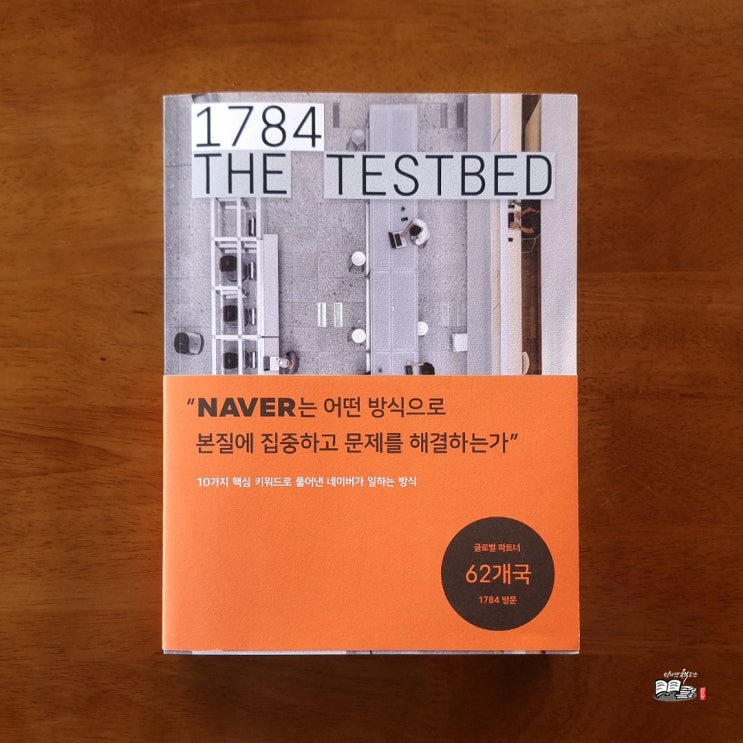 1784
THE TESTBED
“NAVER는 어떤 방식으로
본질에 집중하고 문제를 해결하는가”
10가지 핵심 키워드로 풀어낸 네이버가 일하는 방식
글로벌 파트너
62개국
1784 방문